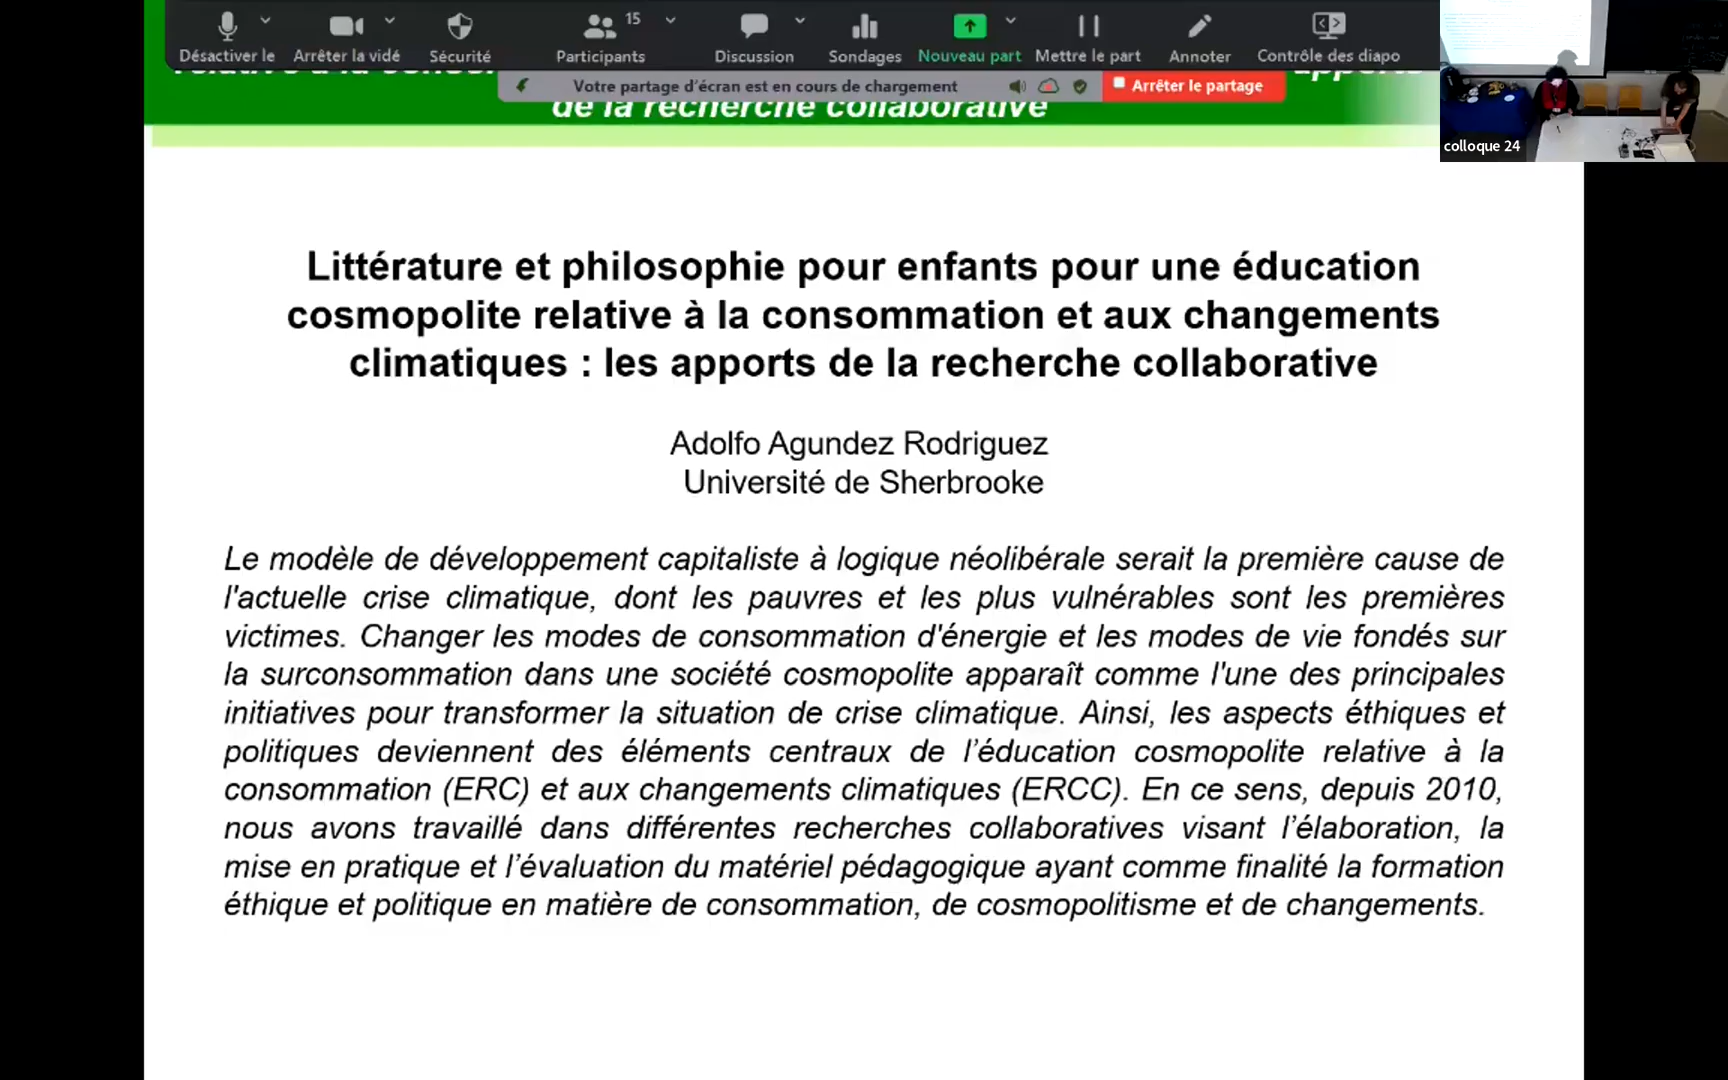 15
Désactiver le
Arrêter la vidé
Sécurité
Participants
Discussion
Sondages
Nouveau part
Mettre le part
Annoter
Contrôle des diapo
Votre partage d'écran est en cours de chargement
Arrêter le partage
de la recherche collaborative
colloque 24
Littérature et philosophie pour enfants pour une éducation
cosmopolite relative à la consommation et aux changements
climatiques : les apports de la recherche collaborative
Adolfo Agundez Rodriguez
Université de Sherbrooke
Le modèle de développement capitaliste à logique néolibérale serait la première cause de
l'actuelle crise climatique, dont les pauvres et les plus vulnérables sont les premières
victimes. Changer les modes de consommation d'énergie et les modes de vie fondés sur
la surconsommation dans une société cosmopolite apparaît comme l'une des principales
initiatives pour transformer la situation de crise climatique. Ainsi, les aspects éthiques et
politiques deviennent des éléments centraux de l’éducation cosmopolite relative à la
consommation (ERC) et aux changements climatiques (ERCC). En ce sens, depuis 2010,
nous avons travaillé dans différentes recherches collaboratives visant l’élaboration, la
mise en pratique et l’évaluation du matériel pédagogique ayant comme finalité la formation
éthique et politique en matière de consommation, de cosmopolitisme et de changements.